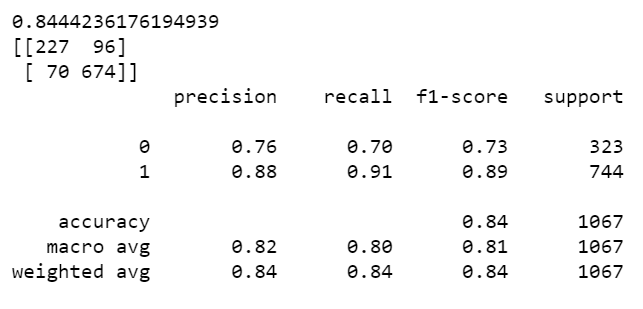 0.8444236176194939
[[227  96]
 [ 70 674]]
              precision    recall  f1-score   support

           0       0.76      0.70      0.73       323
           1       0.88      0.91      0.89       744

    accuracy                           0.84      1067
   macro avg       0.82      0.80      0.81      1067
weighted avg       0.84      0.84      0.84      1067